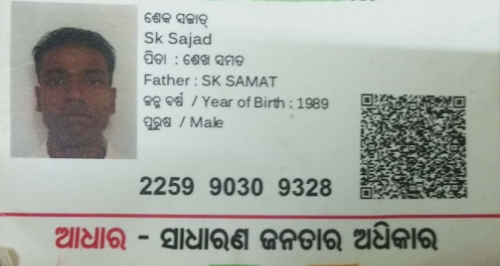 ଶେକ ସଜାଦ୍
Sk Sajad
ପିତା : ଶେଖ ସମତ
Father : SK SAMAT
ଜନ୍ମ ବର୍ଷ / Year of Birth : 1989
ପୁରୁଷ / Male
2259 9030 9328
ଆଧାର - ସାଧାରଣ ଜନତାର ଅଧିକାର